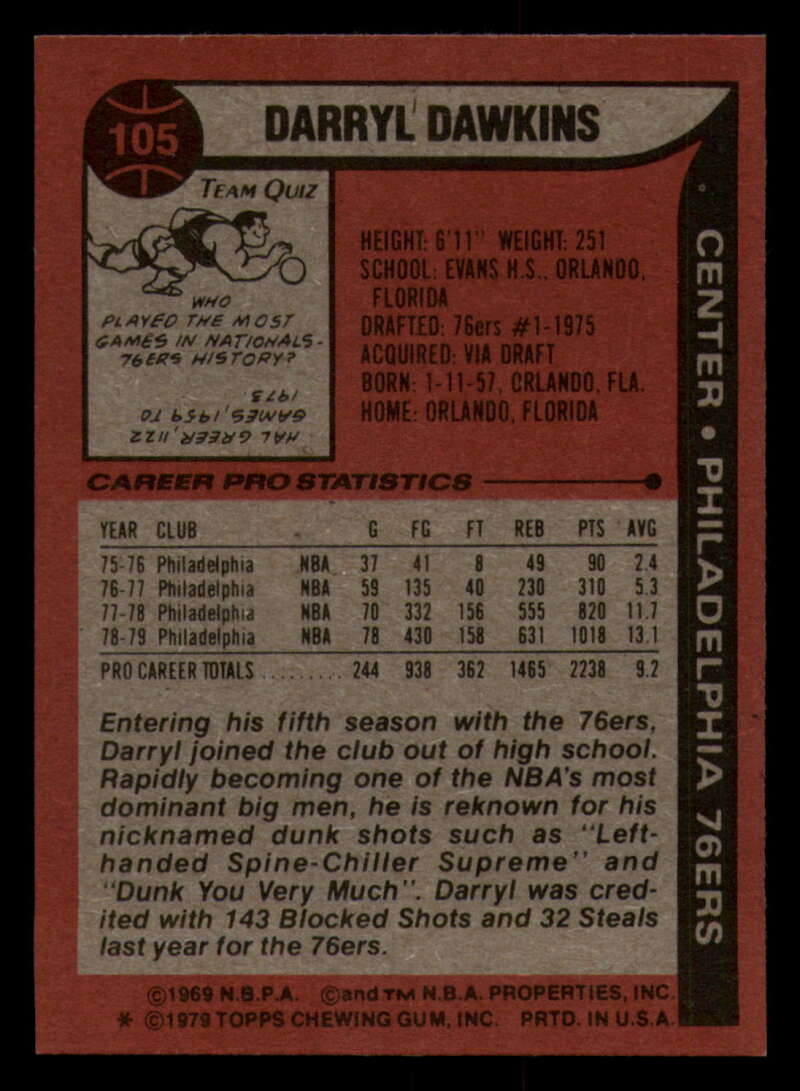 105
DARRYL DAWKINS
TEAM QUIZ
WHO
PLAYED THE MOST
GAMES IN NATIONALS-
76ERS HISTORY?
HAL GREER, 1122
GAMES, 1959 TO
1973
HEIGHT: 6'11" WEIGHT: 251
SCHOOL: EVANS H.S., ORLANDO,
FLORIDA
DRAFTED: 76ers #1-1975
ACQUIRED: VIA DRAFT
BORN: 1-11-57, ORLANDO, FLA.
HOME: ORLANDO, FLORIDA
CENTER • PHILADELPHIA 76ERS
CAREER PRO STATISTICS
YEAR CLUB G FG FT REB PTS AVG
75-76 Philadelphia NBA 37 41 8 49 90 2.4
76-77 Philadelphia NBA 59 135 40 230 310 5.3
77-78 Philadelphia NBA 70 332 156 555 820 11.7
78-79 Philadelphia NBA 78 430 158 631 1018 13.1
PRO CAREER TOTALS ......... 244 938 362 1465 2238 9.2
Entering his fifth season with the 76ers,
Darryl joined the club out of high school.
Rapidly becoming one of the NBA's most
dominant big men, he is reknown for his
nicknamed dunk shots such as "Left-
handed Spine-Chiller Supreme" and
"Dunk You Very Much". Darryl was cred-
ited with 143 Blocked Shots and 32 Steals
last year for the 76ers.
©1969 N.B.P.A. ©and TM N.B.A. PROPERTIES, INC.
* ©1979 TOPPS CHEWING GUM, INC. PRTD. IN U.S.A.